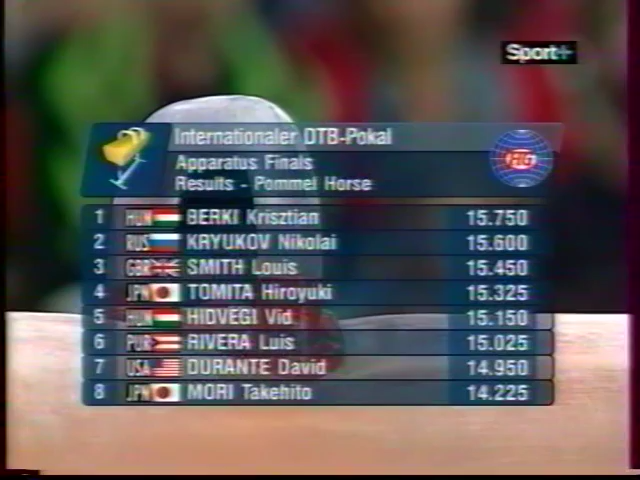 Sport+
Internationaler DTB-Pokal
Apparatus Finals
Results - Pommel Horse
FIG
1 HUN BERKI Krisztian 15.750
2 RUS KRYUKOV Nikolai 15.600
3 GBR SMITH Louis 15.450
4 JPN TOMITA Hiroyuki 15.325
5 HUN HIDVEGI Vid 15.150
6 PUR RIVERA Luis 15.025
7 USA DURANTE David 14.950
8 JPN MORI Takehito 14.225